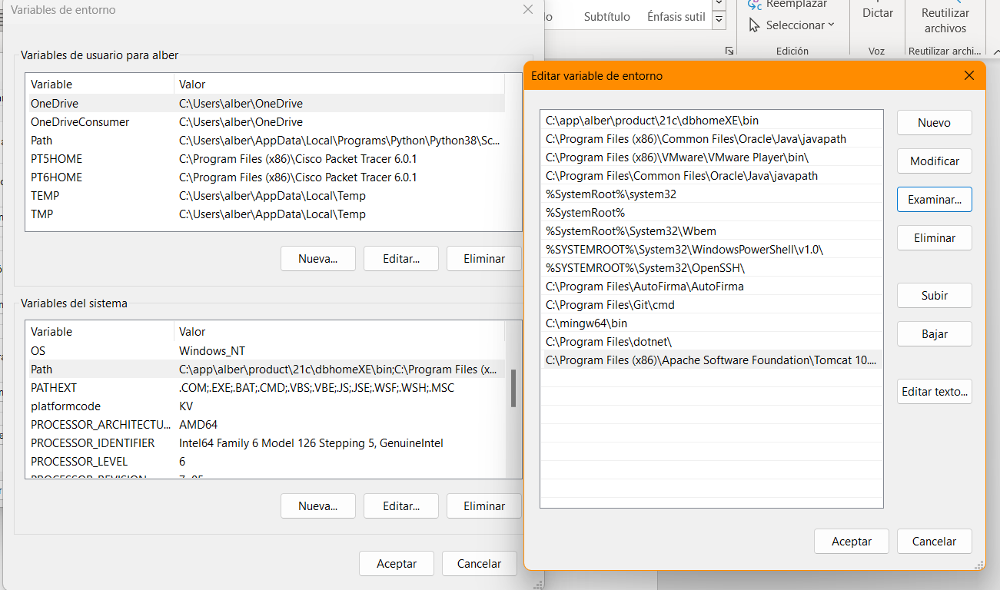 Variables de entorno
Variables de usuario para alber
Variable Valor
OneDrive C:\Users\alber\OneDrive
OneDriveConsumer C:\Users\alber\OneDrive
Path C:\Users\alber\AppData\Local\Programs\Python\Python38\Sc...
PT5HOME C:\Program Files (x86)\Cisco Packet Tracer 6.0.1
PT6HOME C:\Program Files (x86)\Cisco Packet Tracer 6.0.1
TEMP C:\Users\alber\AppData\Local\Temp
TMP C:\Users\alber\AppData\Local\Temp
Nueva... Editar... Eliminar
Variables del sistema
Variable Valor
OS Windows_NT
Path C:\app\alber\product\21c\dbhomeXE\bin;C:\Program Files (x...
PATHEXT .COM;.EXE;.BAT;.CMD;.VBS;.VBE;.JS;.JSE;.WSF;.WSH;.MSC
platformcode KV
PROCESSOR_ARCHITECTU... AMD64
PROCESSOR_IDENTIFIER Intel64 Family 6 Model 126 Stepping 5, GenuineIntel
PROCESSOR_LEVEL 6
Nueva... Editar... Eliminar
Aceptar Cancelar
Subtítulo Énfasis sutil
Reemplazar
Seleccionar
Edición
Dictar
Voz
Reutilizar
archivos
Reutilizar archi...
Editar variable de entorno
C:\app\alber\product\21c\dbhomeXE\bin
C:\Program Files (x86)\Common Files\Oracle\Java\javapath
C:\Program Files (x86)\VMware\VMware Player\bin\
C:\Program Files\Common Files\Oracle\Java\javapath
%SystemRoot%\system32
%SystemRoot%
%SystemRoot%\System32\Wbem
%SYSTEMROOT%\System32\WindowsPowerShell\v1.0\
%SYSTEMROOT%\System32\OpenSSH\
C:\Program Files\AutoFirma\AutoFirma
C:\Program Files\Git\cmd
C:\mingw64\bin
C:\Program Files\dotnet\
C:\Program Files (x86)\Apache Software Foundation\Tomcat 10....
Nuevo
Modificar
Examinar...
Eliminar
Subir
Bajar
Editar texto...
Aceptar Cancelar